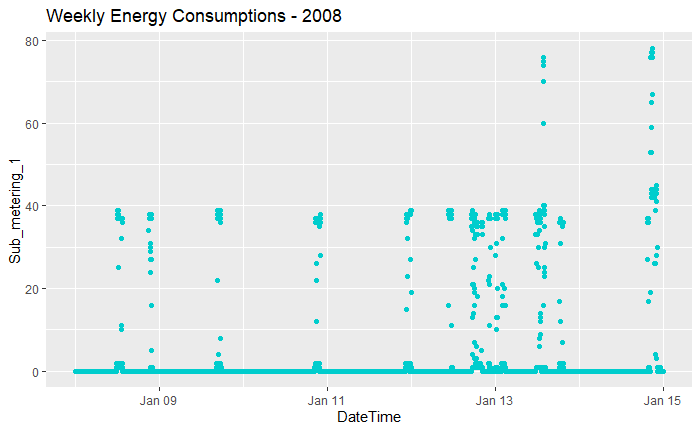 Weekly Energy Consumptions - 2008
80
60
40
20
0
Sub_metering_1
Jan 09
Jan 11
Jan 13
Jan 15
DateTime